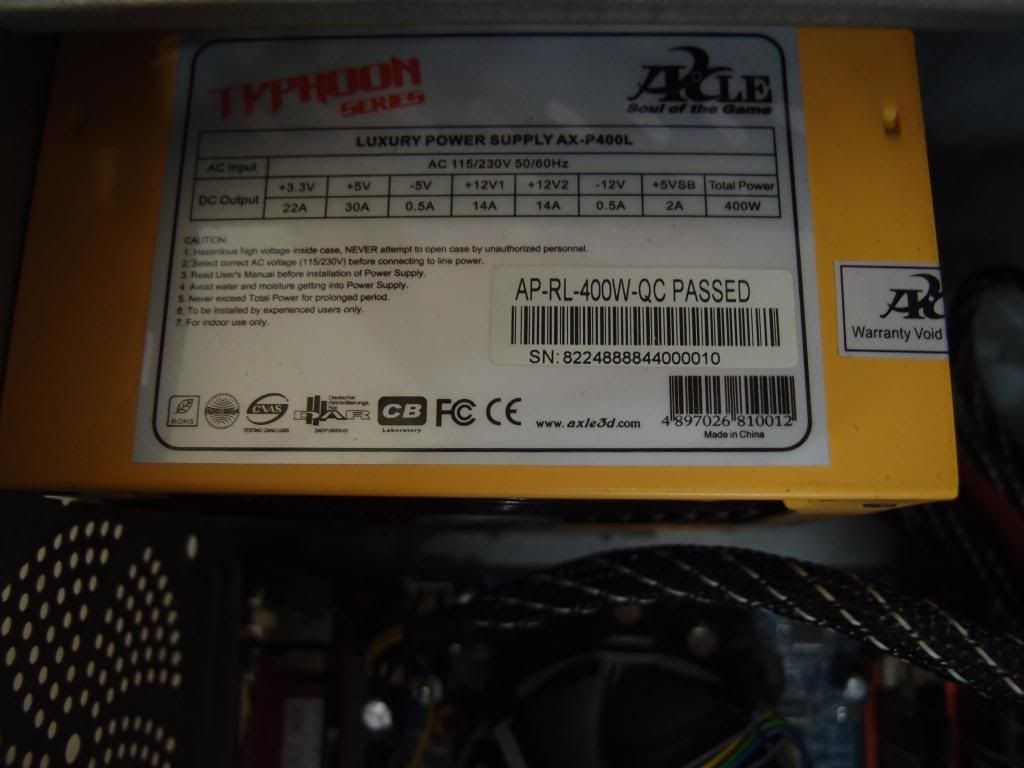 TYPHOON
SERIES
AXLE
Soul of the Game
LUXURY POWER SUPPLY AX-P400L
AC Input AC 115/230V 50/60Hz
DC Output +3.3V +5V -5V +12V1 +12V2 -12V +5VSB Total Power
22A 30A 0.5A 14A 14A 0.5A 2A 400W
CAUTION:
1. Hazardous high voltage inside case, NEVER attempt to open case by unauthorized personnel.
2. Select correct AC voltage (115/230V) before connecting to line power.
3. Read User's Manual before installation of Power Supply.
4. Avoid water and moisture getting into Power Supply.
5. Never exceed Total Power for prolonged period.
6. To be installed by experienced users only.
7. For indoor use only.
AP-RL-400W-QC PASSED
SN: 8224888844000010
Warranty Void
ROHS
CNAS
Deutscher
Akkreditierungs
Rat
DAR
CB
Laboratory
FC CE
www.axle3d.com
4 897026 810012
Made in China